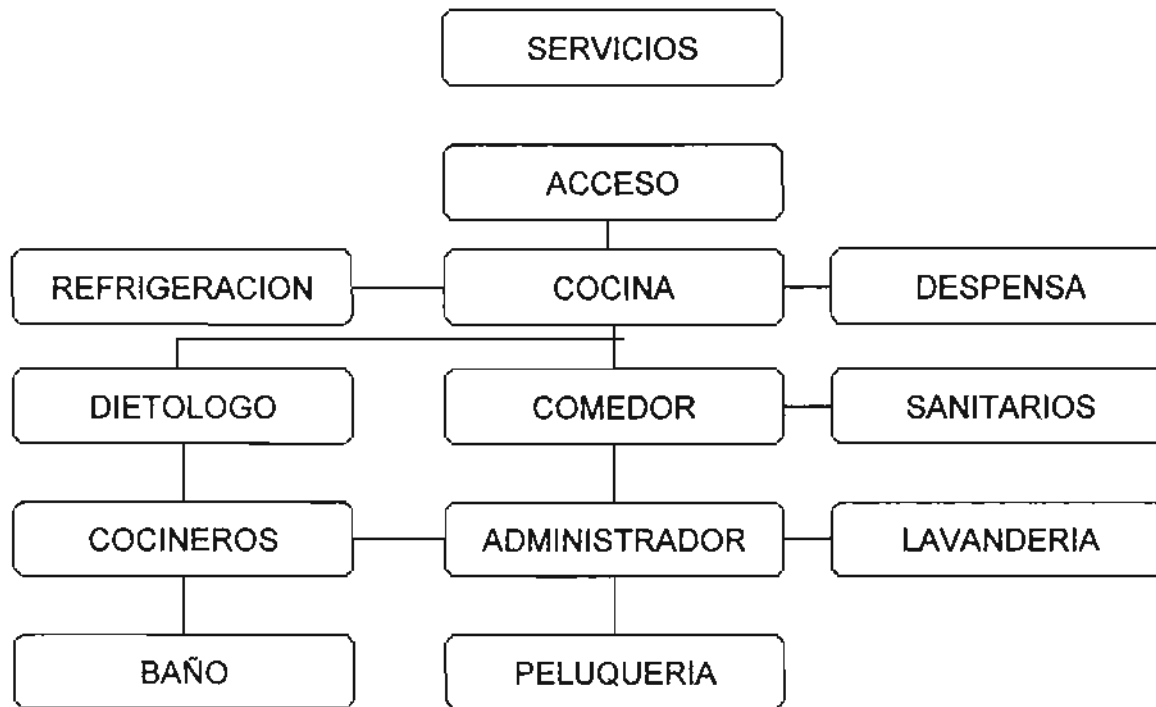 SERVICIOS
ACCESO
REFRIGERACION
COCINA
DESPENSA
DIETOLOGO
COMEDOR
SANITARIOS
COCINEROS
ADMINISTRADOR
LAVANDERIA
BAÑO
PELUQUERIA